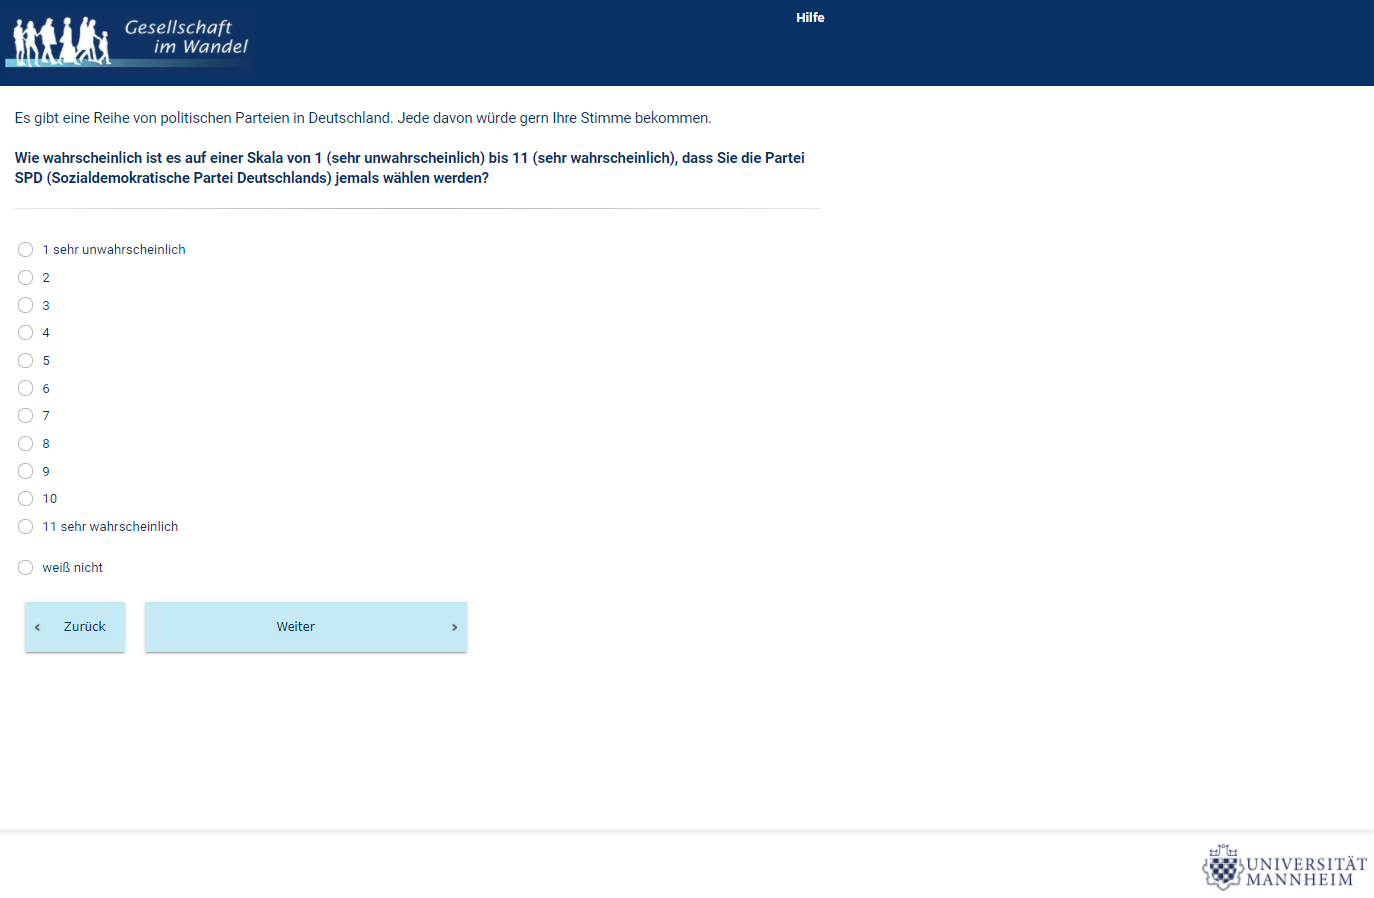 Gesellschaft
im Wandel
Hilfe
Es gibt eine Reihe von politischen Parteien in Deutschland. Jede davon würde gern Ihre Stimme bekommen.
Wie wahrscheinlich ist es auf einer Skala von 1 (sehr unwahrscheinlich) bis 11 (sehr wahrscheinlich), dass Sie die Partei
SPD (Sozialdemokratische Partei Deutschlands) jemals wählen werden?
1 sehr unwahrscheinlich
2
3
4
5
6
7
8
9
10
11 sehr wahrscheinlich
weiß nicht
‹ Zurück
Weiter ›
UNIVERSITÄT
MANNHEIM